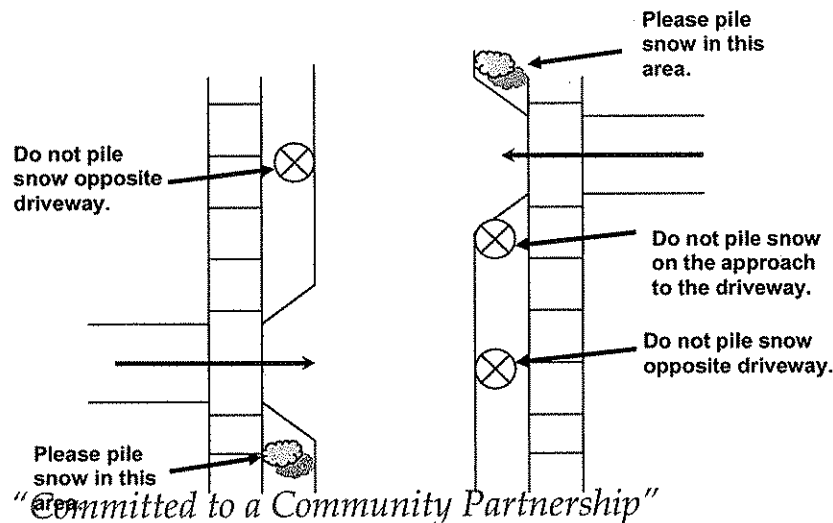 Please pile
snow in this
area.
Do not pile
snow opposite
driveway.
Do not pile snow
on the approach
to the driveway.
Do not pile snow
opposite driveway.
Please pile
snow in this
area.
"Committed to a Community Partnership"